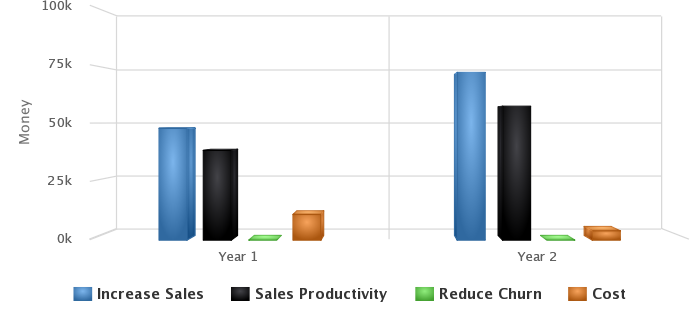 100k
75k
50k
25k
0k
Money
Year 1
Year 2
Increase Sales
Sales Productivity
Reduce Churn
Cost